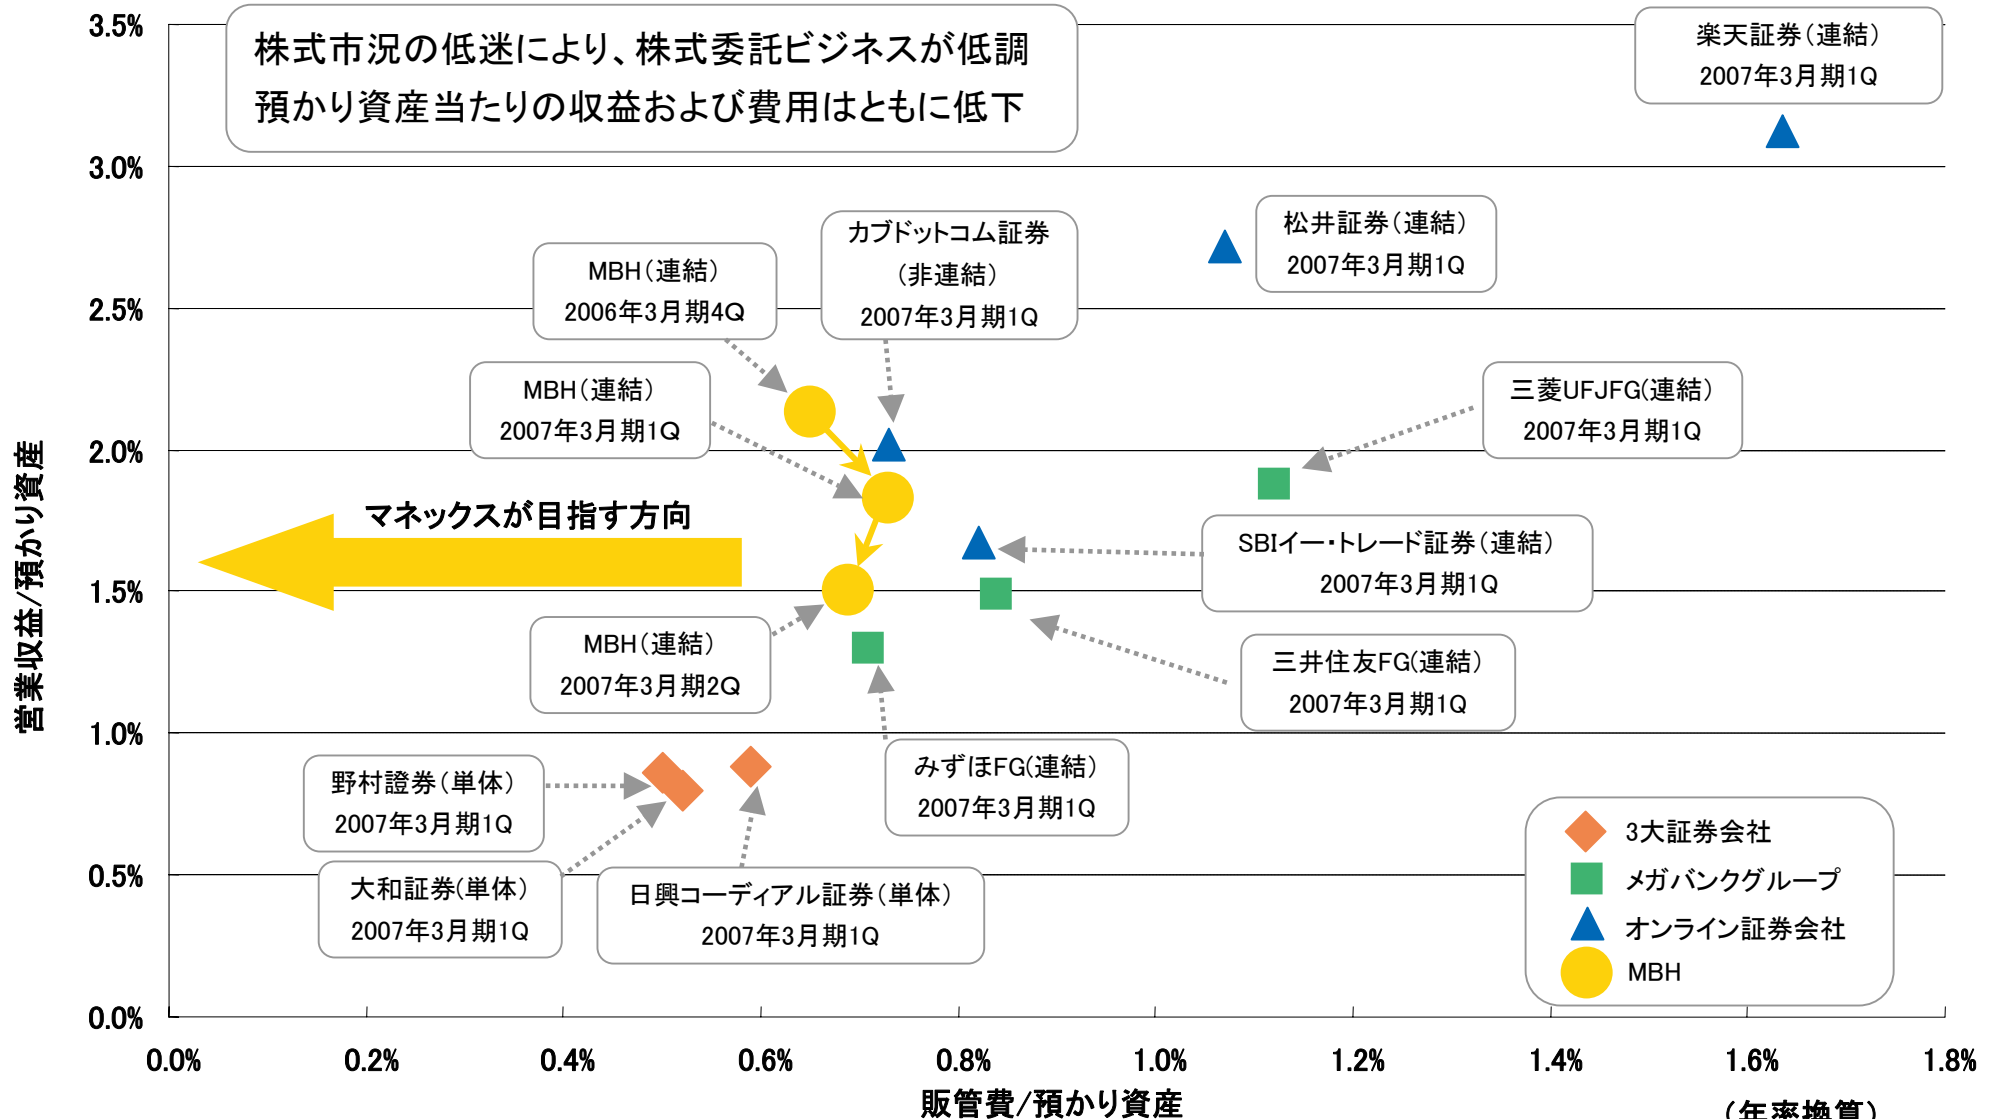 株式市況の低迷により、株式委託ビジネスが低調
預かり資産当たりの収益および費用はともに低下
楽天証券（連結）
2007年3月期1Q
松井証券（連結）
2007年3月期1Q
カブドットコム証券
（非連結）
2007年3月期1Q
MBH（連結）
2006年3月期4Q
MBH（連結）
2007年3月期1Q
三菱UFJFG(連結）
2007年3月期1Q
マネックスが目指す方向
SBIイー・トレード証券（連結）
2007年3月期1Q
MBH（連結）
2007年3月期2Q
三井住友FG(連結）
2007年3月期1Q
みずほFG(連結）
2007年3月期1Q
野村證券（単体）
2007年3月期1Q
大和証券(単体）
2007年3月期1Q
日興コーディアル証券（単体）
2007年3月期1Q
3大証券会社
メガバンクグループ
オンライン証券会社
MBH
営業収益/預かり資産
3.5%
3.0%
2.5%
2.0%
1.5%
1.0%
0.5%
0.0%
0.0%
0.2%
0.4%
0.6%
0.8%
1.0%
1.2%
1.4%
1.6%
1.8%
販管費/預かり資産
（年率換算）